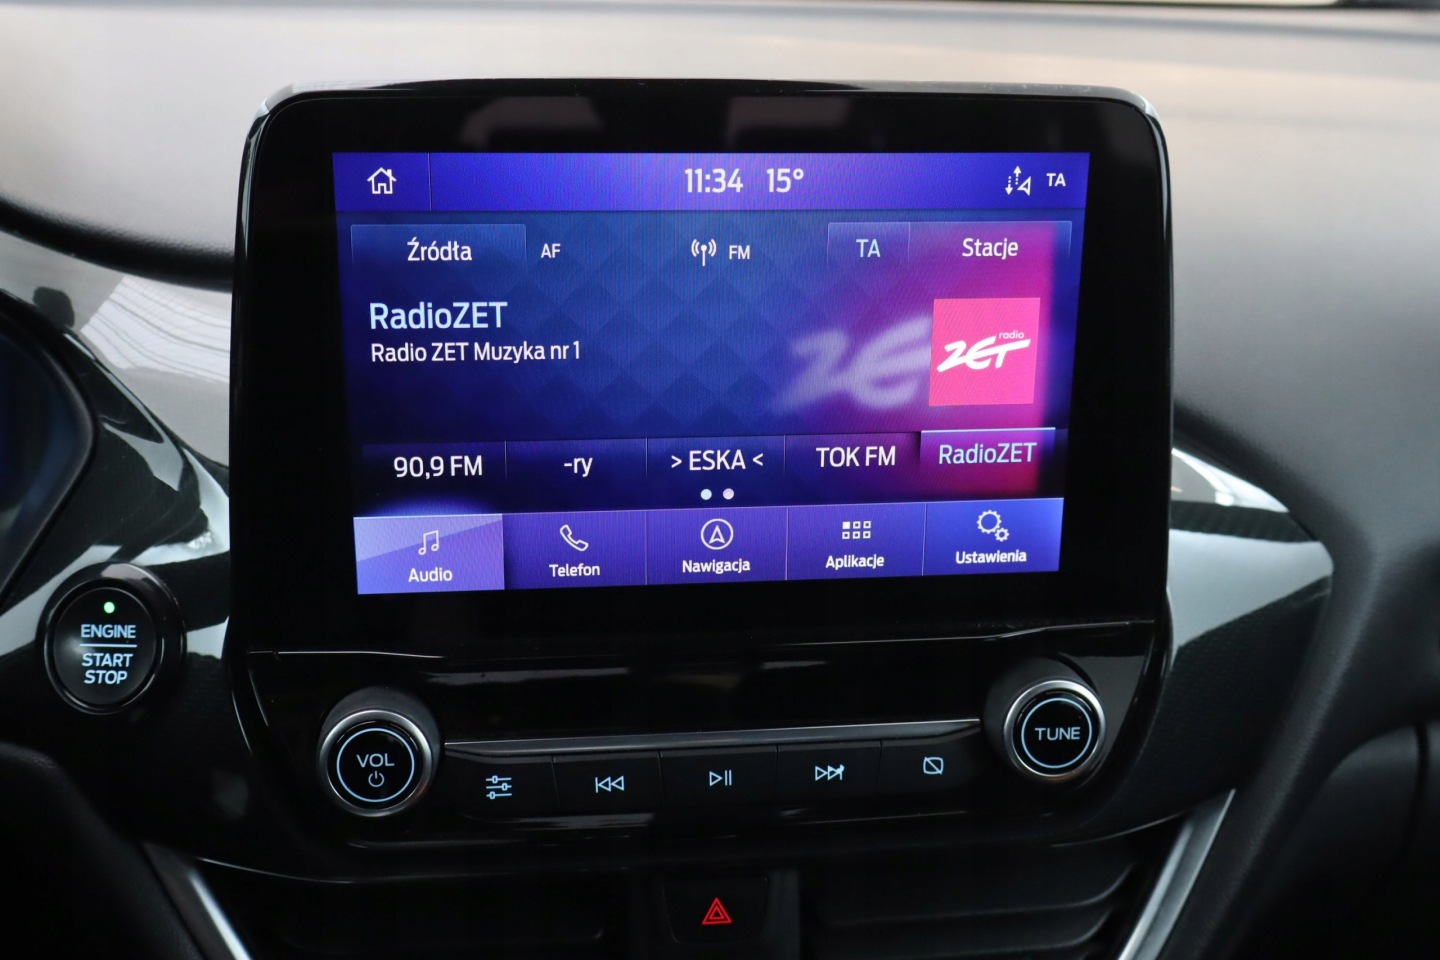 11:34 15°
TA
Źródła
AF
FM
TA
Stacje
RadioZET
Radio ZET Muzyka nr 1
radio
ZET
90,9 FM
-ry
> ESKA <
TOK FM
RadioZET
Audio
Telefon
Nawigacja
Aplikacje
Ustawienia
ENGINE
START
STOP
VOL
TUNE